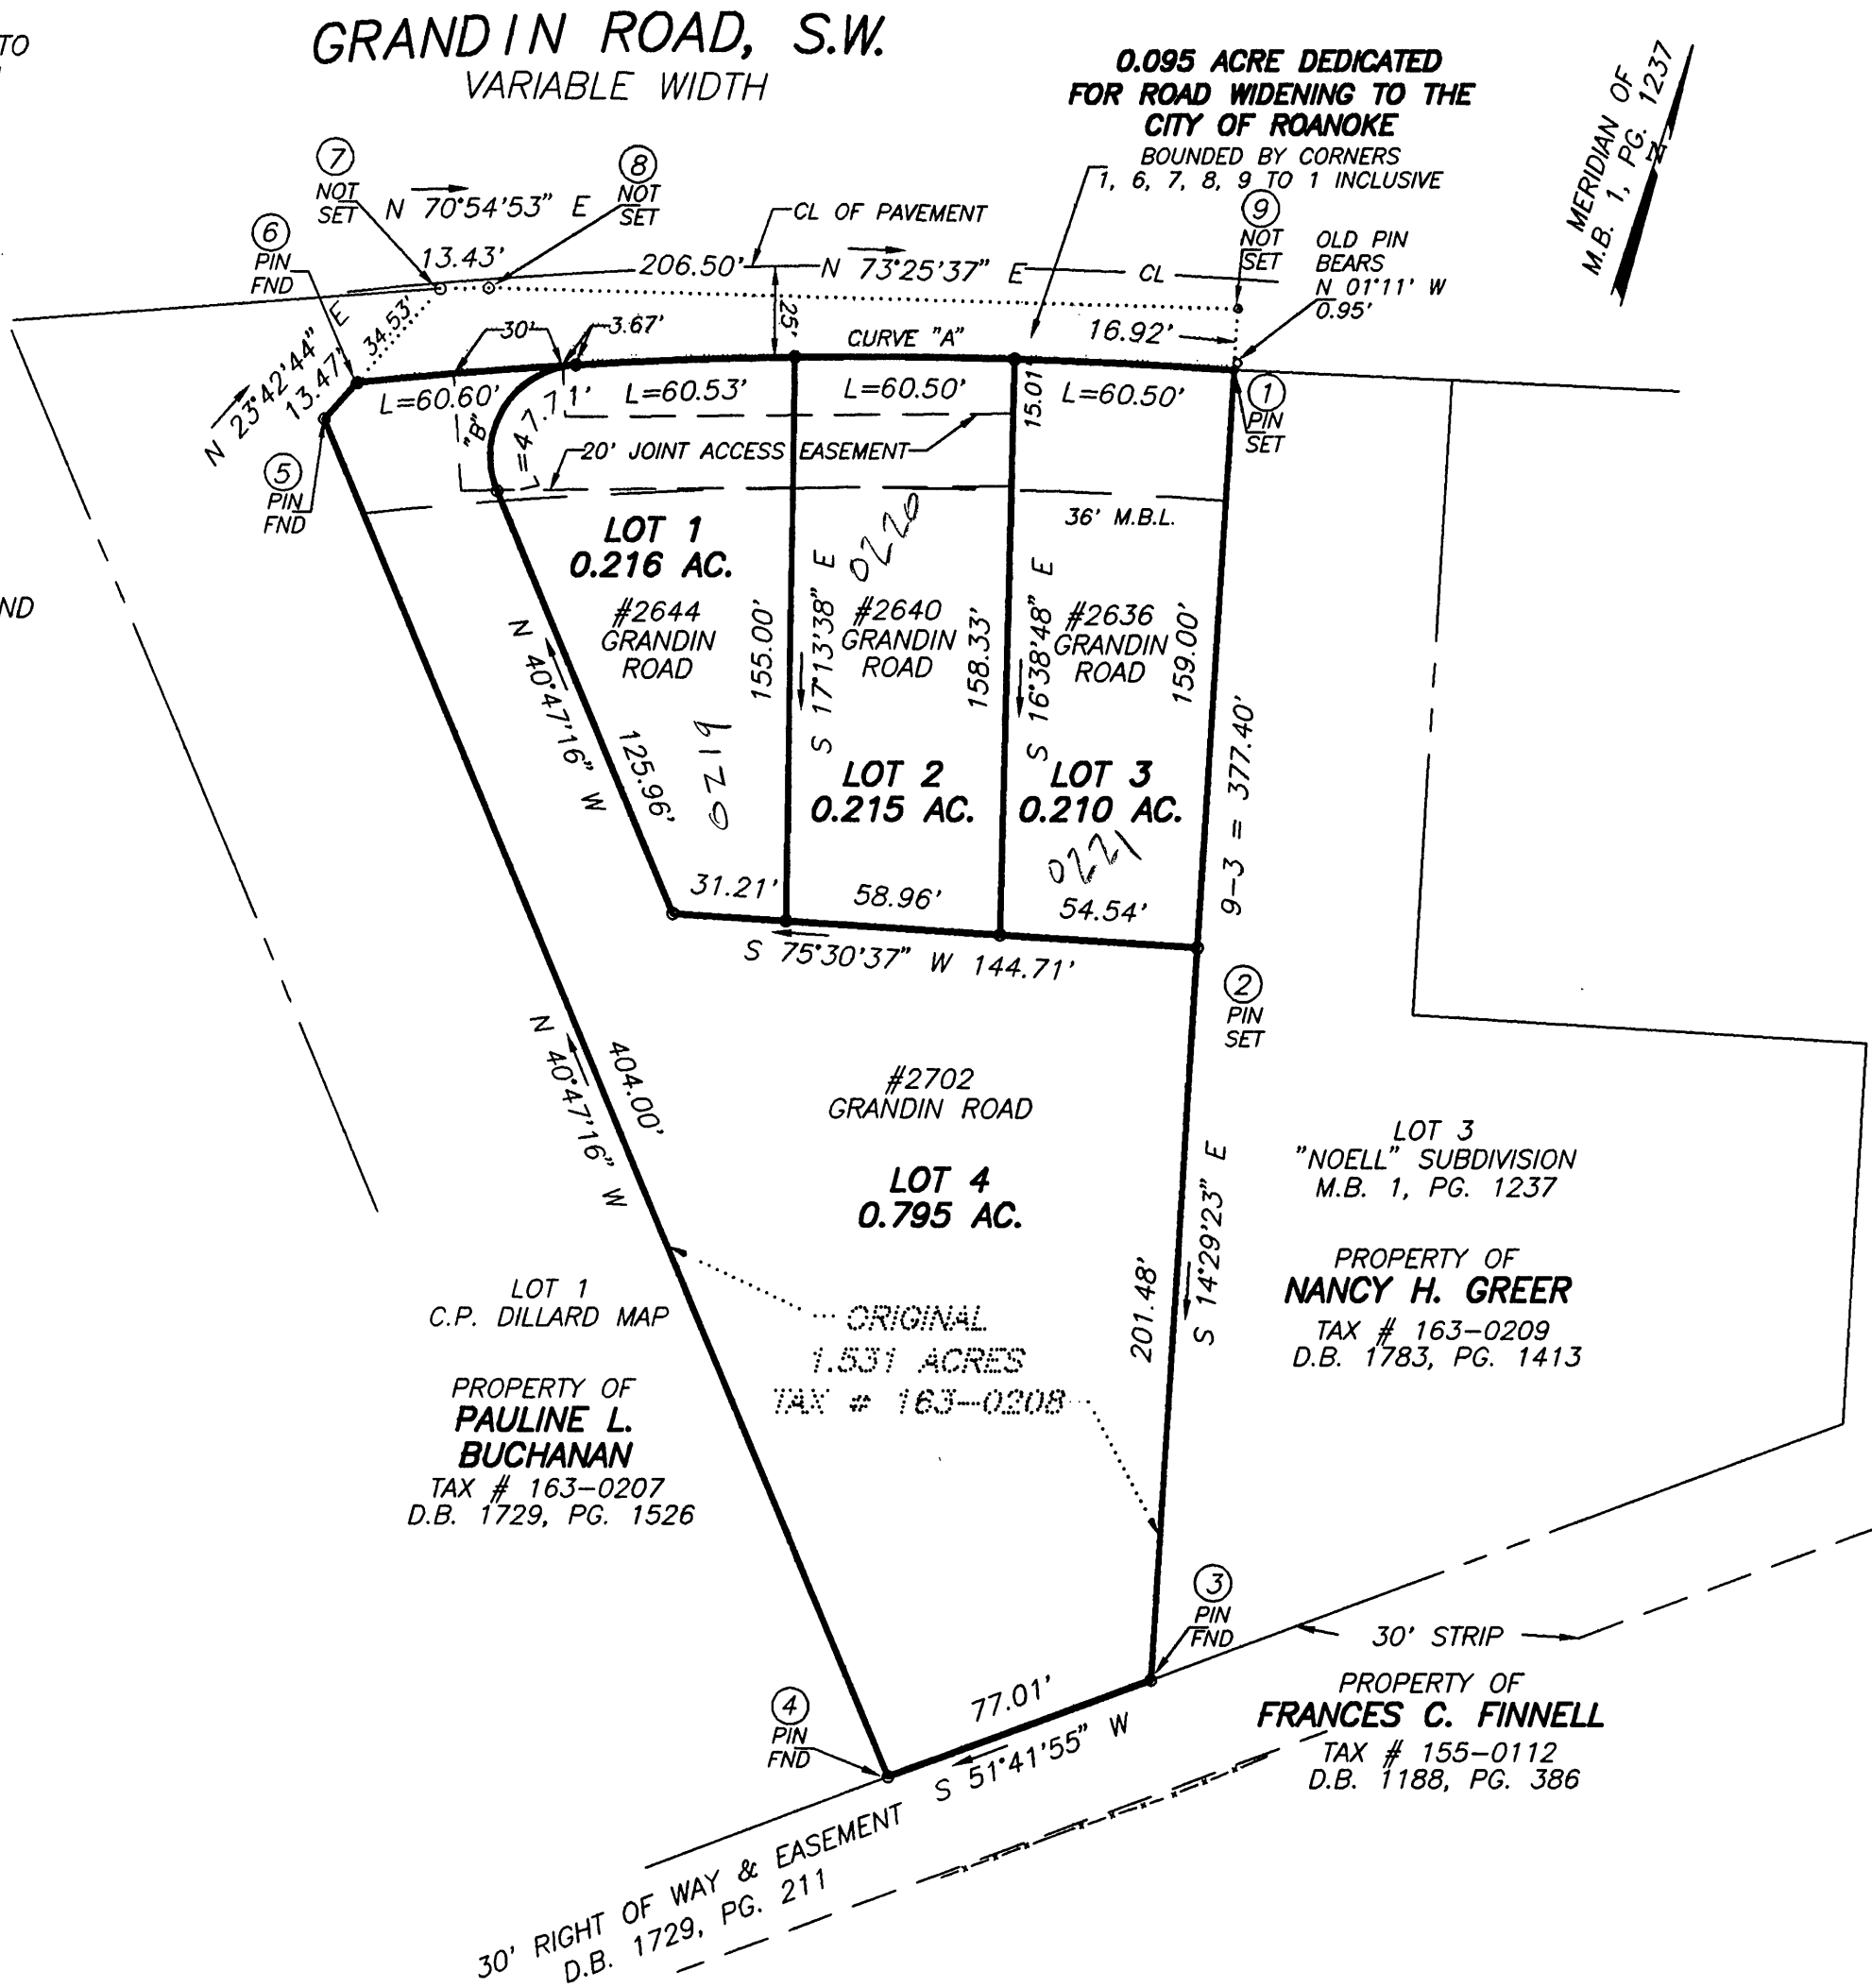 TO
GRANDIN ROAD, S.W.
VARIABLE WIDTH
0.095 ACRE DEDICATED
FOR ROAD WIDENING TO THE
CITY OF ROANOKE
BOUNDED BY CORNERS
1, 6, 7, 8, 9 TO 1 INCLUSIVE
MERIDIAN OF
M.B. 1, PG. 1237
N
7
NOT
SET
N 70°54'53" E
13.43'
8
NOT
SET
CL OF PAVEMENT
9
NOT
SET
OLD PIN
BEARS
N 01°11' W
0.95'
6
PIN
FND
206.50'
N 73°25'37" E
CL
N 23°42'44" E
34.53'
13.47'
30'
3.67'
25'
CURVE "A"
16.92'
L=60.60'
L=60.53'
L=60.50'
15.01'
L=60.50'
1
PIN
SET
"B"
L=47.71'
20' JOINT ACCESS EASEMENT
5
PIN
FND
36' M.B.L.
LOT 1
0.216 AC.
#2644
GRANDIN
ROAD
0219
N 40°47'16" W
125.96'
155.00'
S 17°13'38" E
0220
#2640
GRANDIN
ROAD
LOT 2
0.215 AC.
158.33'
S 16°38'48" E
#2636
GRANDIN
ROAD
LOT 3
0.210 AC.
0221
159.00'
9-3 = 377.40'
ND
31.21'
58.96'
54.54'
S 75°30'37" W 144.71'
2
PIN
SET
N 40°47'16" W
404.00'
#2702
GRANDIN ROAD
LOT 4
0.795 AC.
S 14°29'23" E
201.48'
LOT 3
"NOELL" SUBDIVISION
M.B. 1, PG. 1237
PROPERTY OF
NANCY H. GREER
TAX # 163-0209
D.B. 1783, PG. 1413
LOT 1
C.P. DILLARD MAP
PROPERTY OF
PAULINE L.
BUCHANAN
TAX # 163-0207
D.B. 1729, PG. 1526
ORIGINAL
1.531 ACRES
TAX # 163-0208
3
PIN
FND
30' STRIP
PROPERTY OF
FRANCES C. FINNELL
TAX # 155-0112
D.B. 1188, PG. 386
4
PIN
FND
77.01'
S 51°41'55" W
30' RIGHT OF WAY & EASEMENT
D.B. 1729, PG. 211